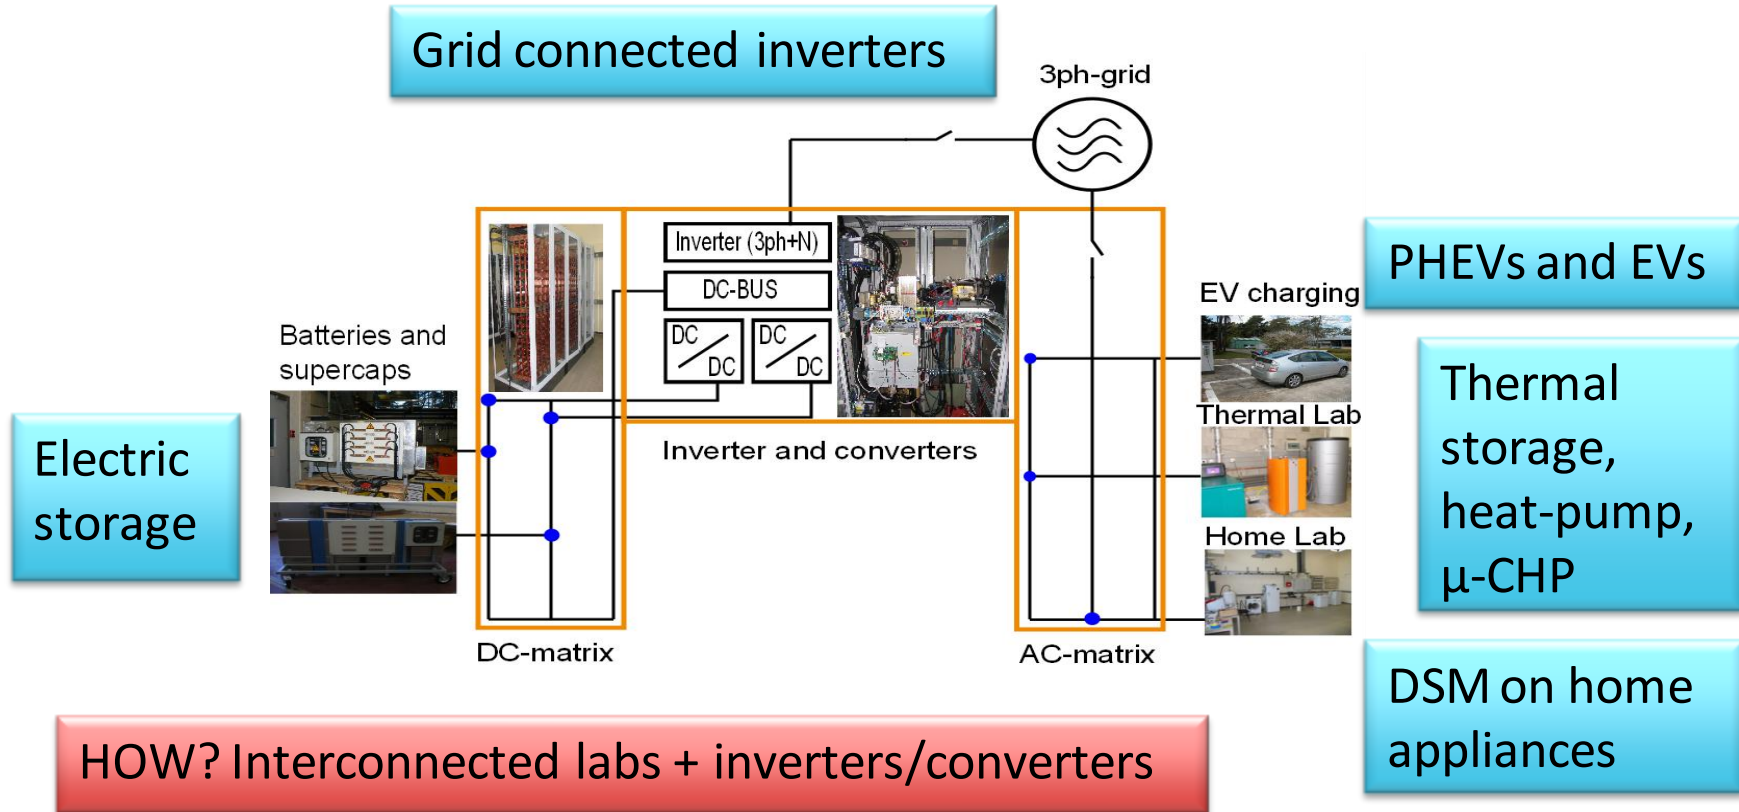 Grid connected inverters
3ph-grid
Inverter (3ph+N)
DC-BUS
DC
DC
DC
DC
Batteries and
supercaps
Electric
storage
Inverter and converters
DC-matrix
AC-matrix
EV charging
Thermal Lab
Home Lab
PHEVs and EVs
Thermal
storage,
heat-pump,
µ-CHP
DSM on home
appliances
HOW? Interconnected labs + inverters/converters